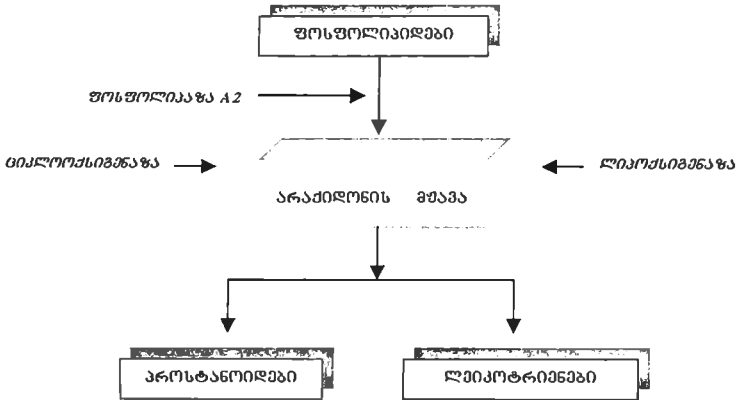 ფოსფოლიპიდები
ფოსფოლიპაზა A2
ციკლოოქსიგენაზა
ლიპოქსიგენაზა
არაქიდონის მჟავა
პროსტანოიდები
ლეიკოტრიენები